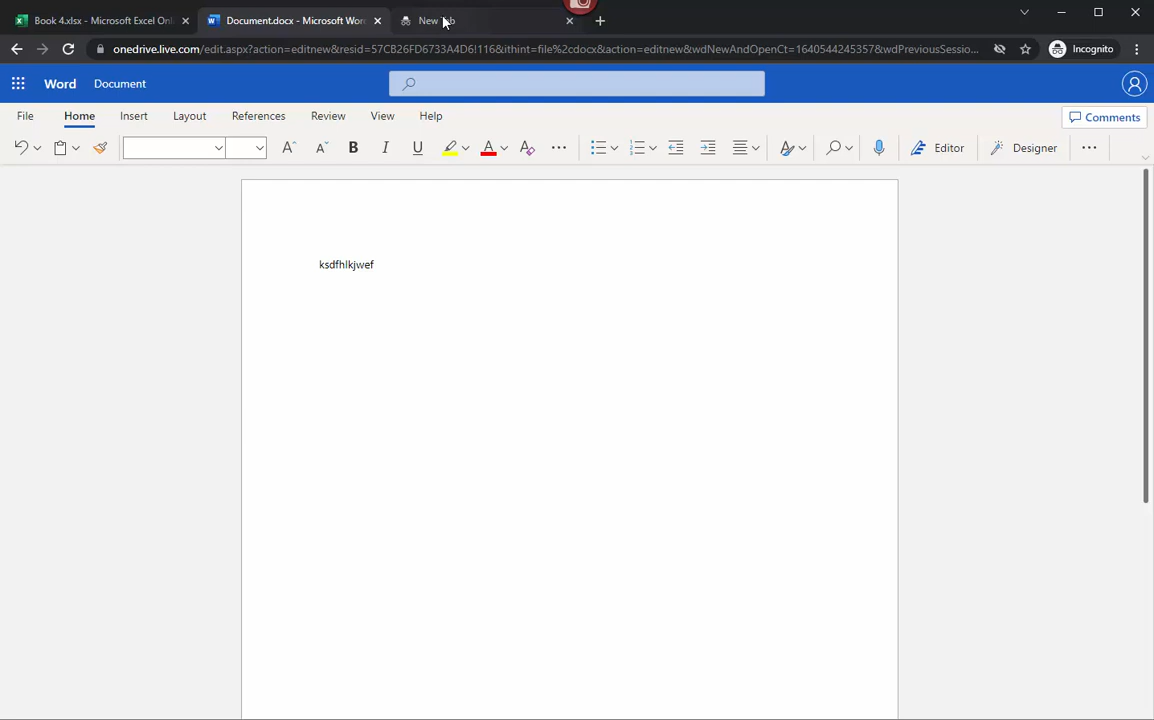 Book 4.xlsx - Microsoft Excel Onl
Document.docx - Microsoft Wor
New
Incognito
onedrive.live.com/edit.aspx?action=editnew&resid=57CB26FD6733A4D6!116&ithint=file%2cdocx&action=editnew&wdNewAndOpenCt=1640544245357&wdPreviousSessio...
Word Document
File Home Insert Layout References Review View Help
Comments
Editor
Designer
ksdfhlkjwef